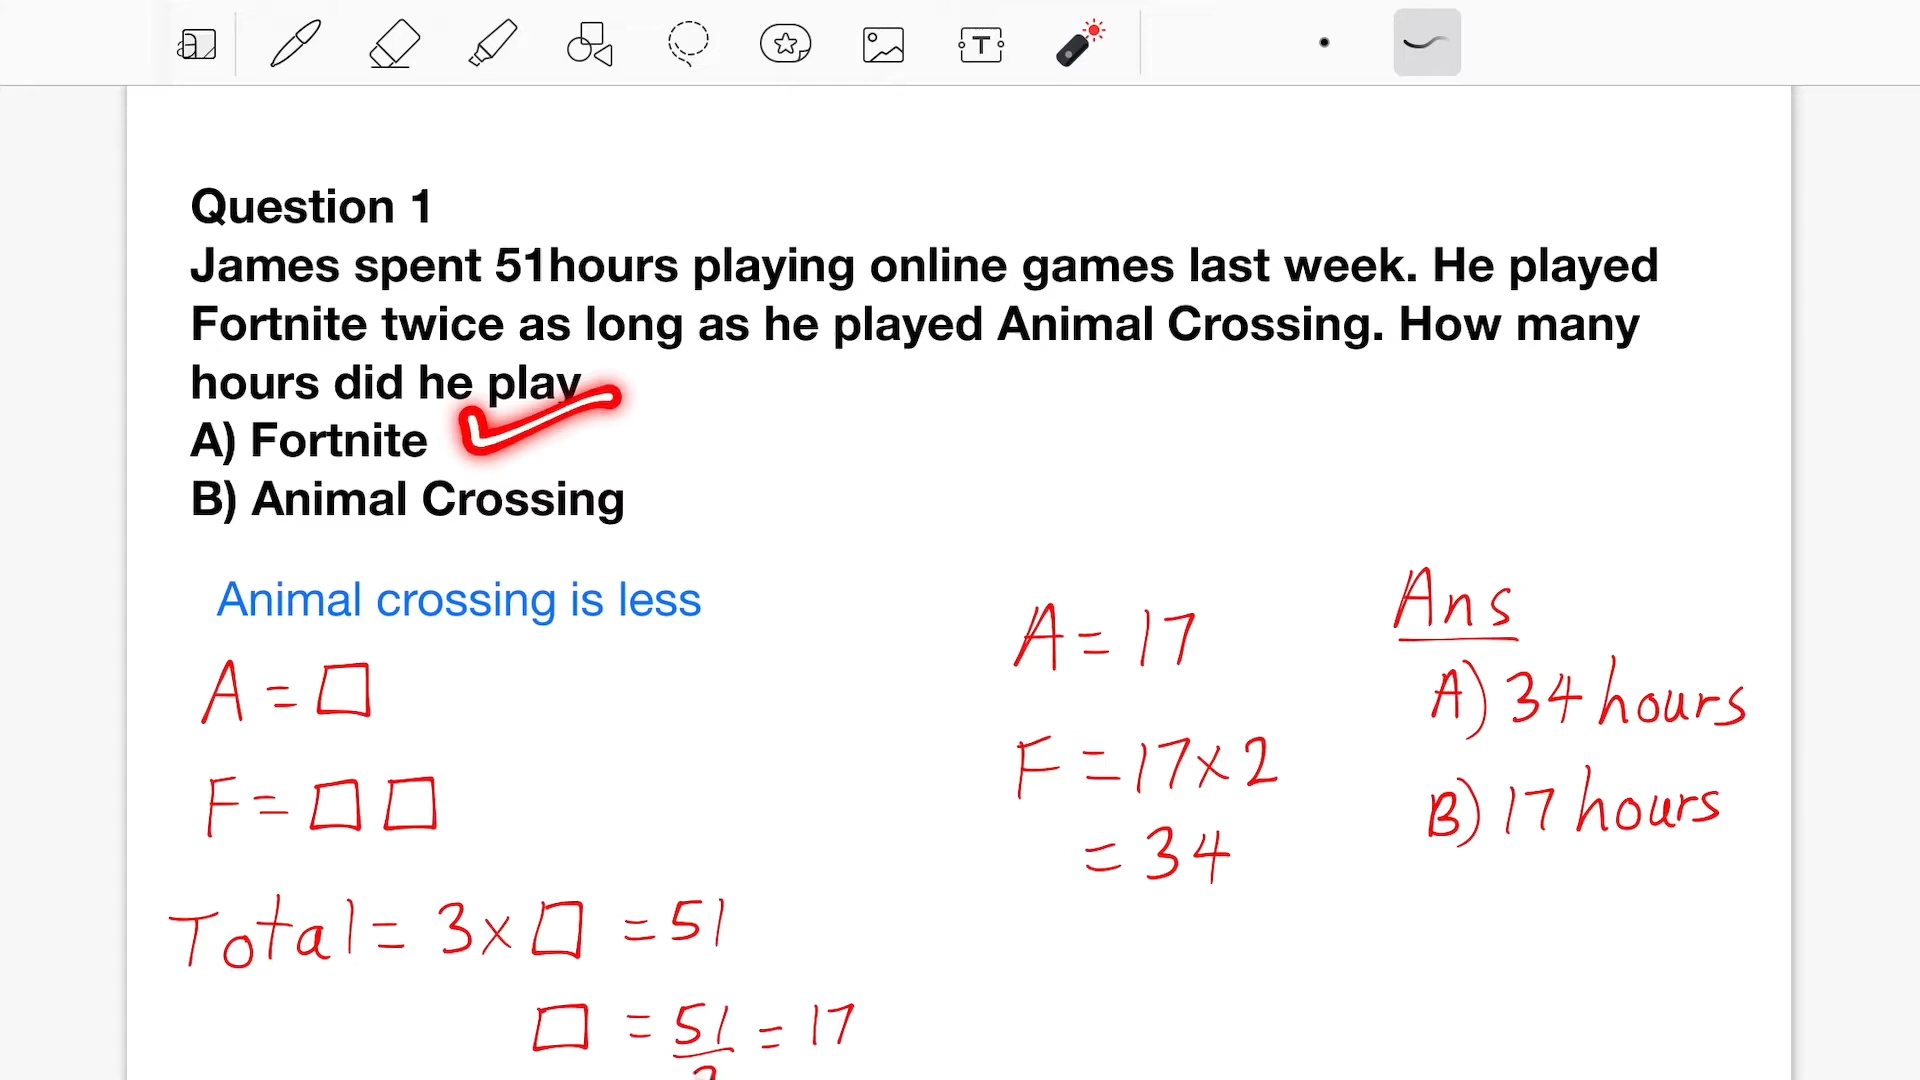 T
Question 1
James spent 51hours playing online games last week. He played
Fortnite twice as long as he played Animal Crossing. How many
hours did he play
A) Fortnite
B) Animal Crossing
Animal crossing is less
A = □
F = □ □
Total = 3 × □ = 51
□ = 51/ = 17
A = 17
F = 17 × 2
= 34
Ans
A) 34 hours
B) 17 hours